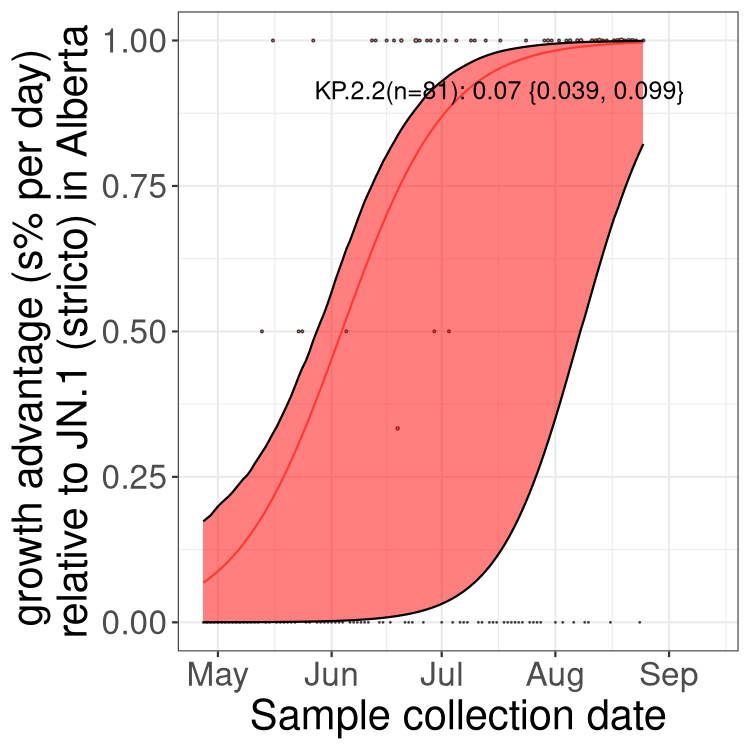 growth advantage (s% per day)
relative to JN.1 (stricto) in Alberta
1.00
0.75
0.50
0.25
0.00
KP.2.2(n=81): 0.07 {0.039, 0.099}
May Jun Jul Aug Sep
Sample collection date